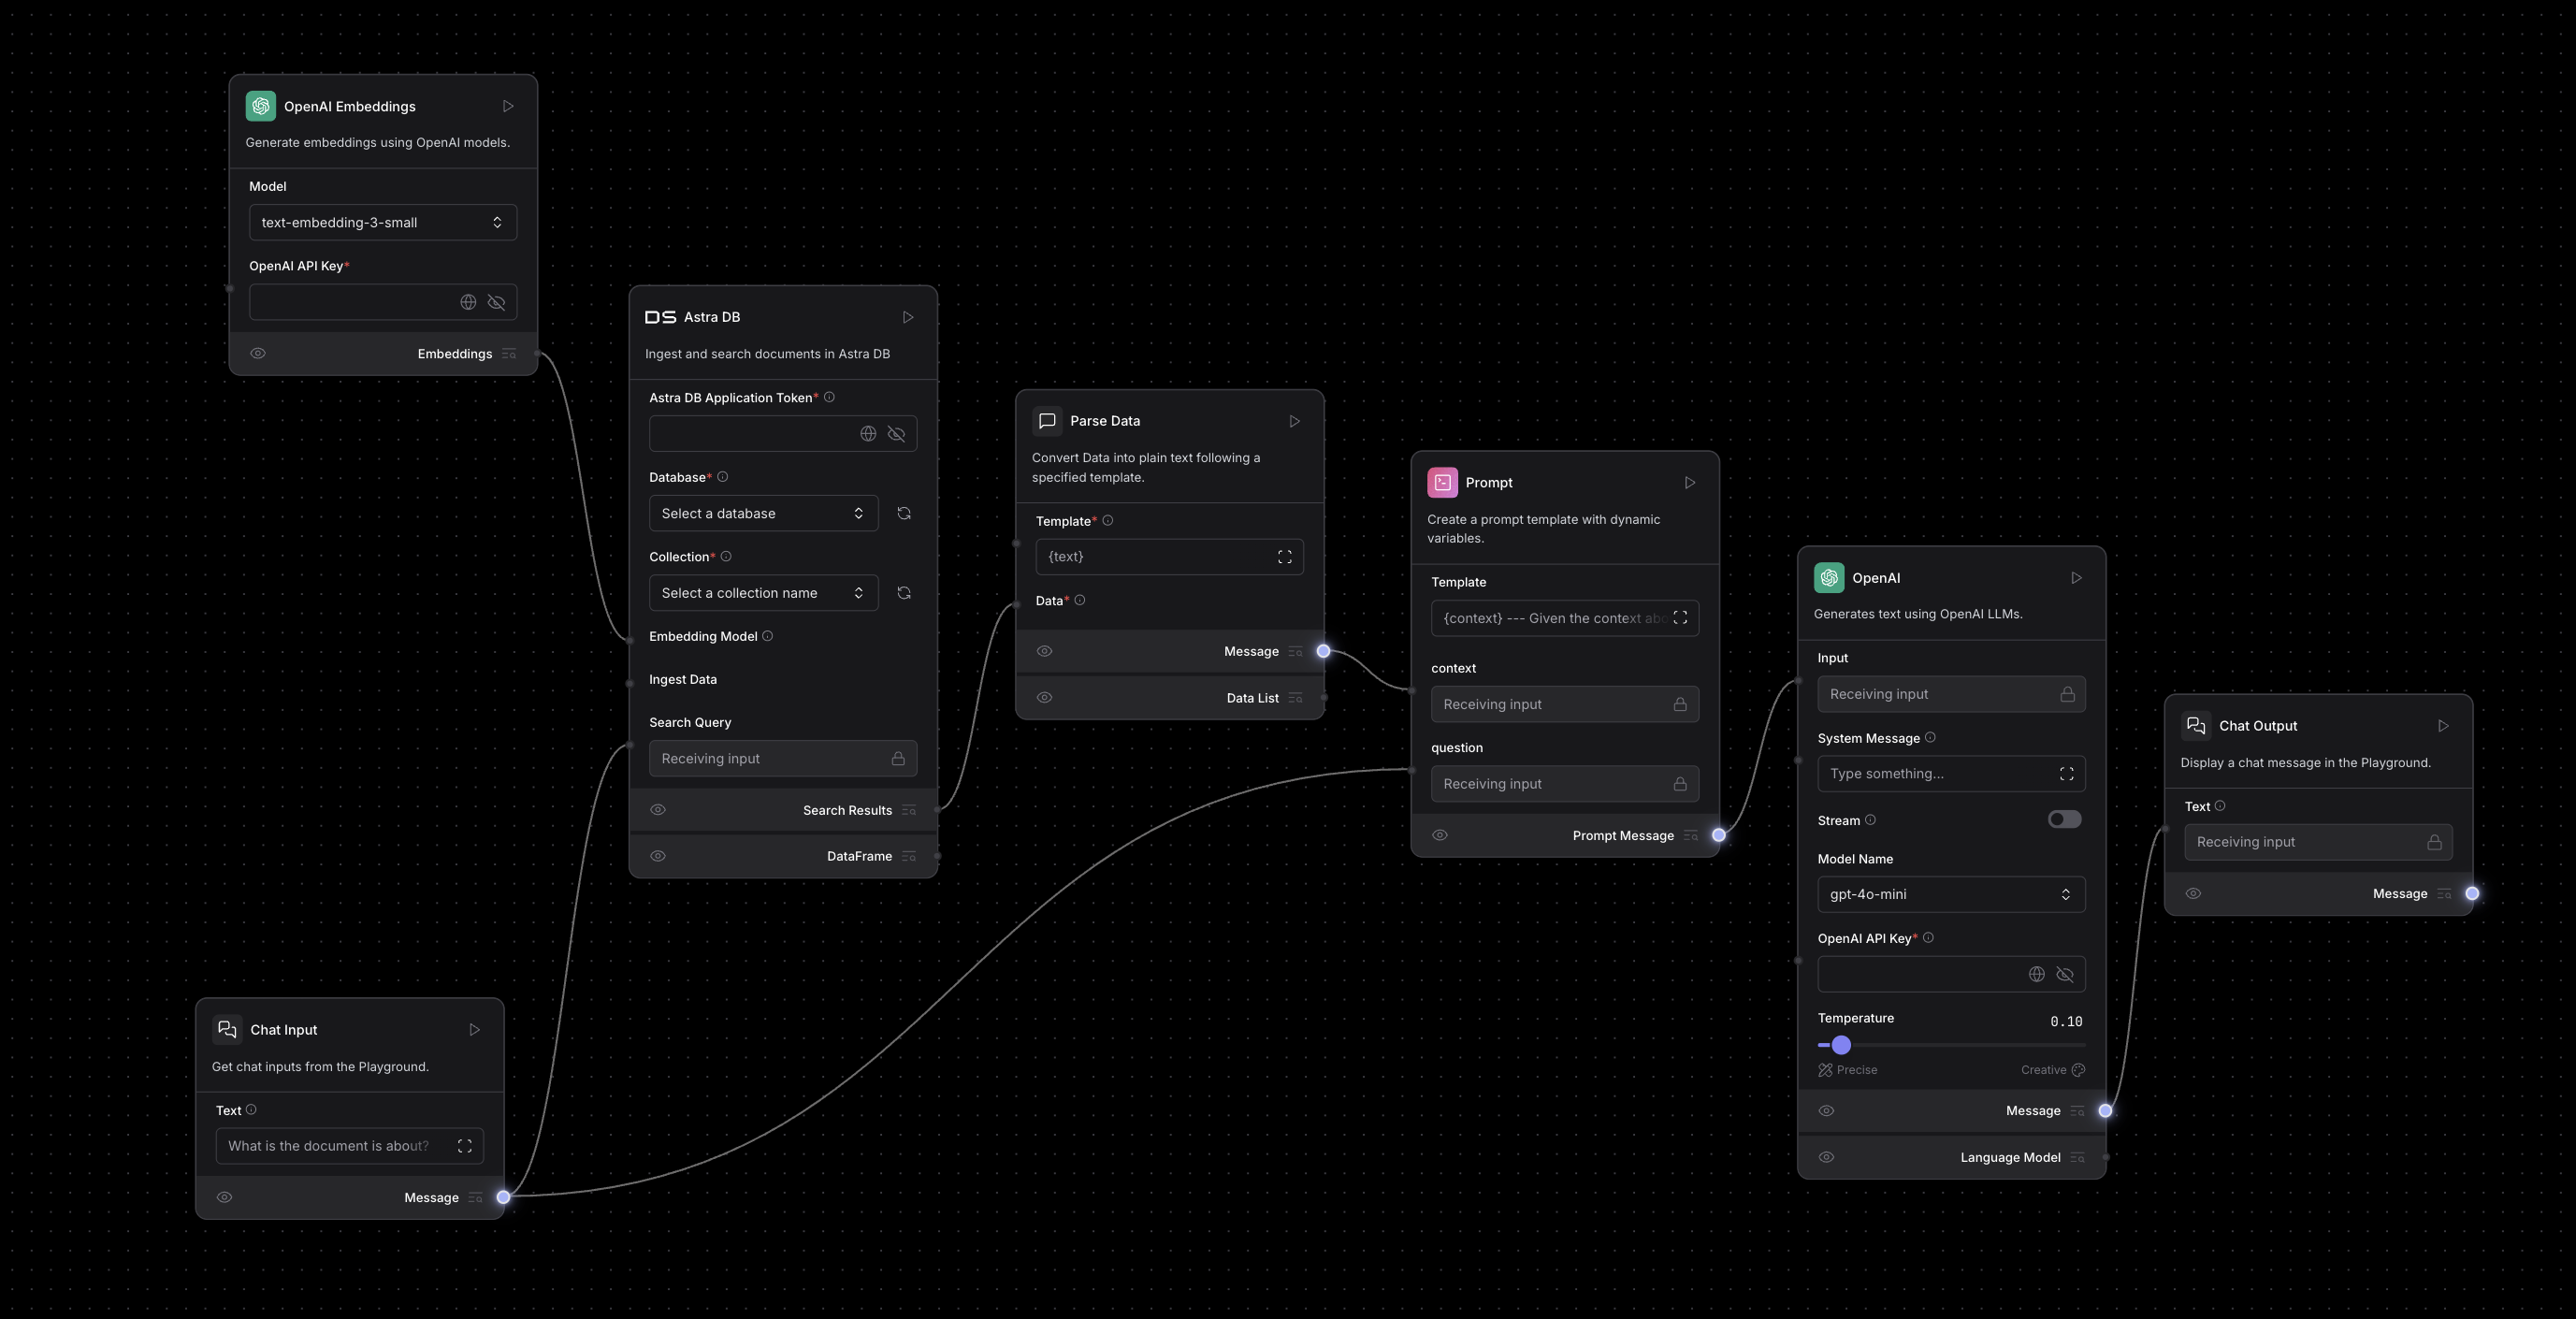 OpenAI Embeddings
Generate embeddings using OpenAI models.
Model
text-embedding-3-small
OpenAI API Key*
Embeddings
DS Astra DB
Ingest and search documents in Astra DB
Astra DB Application Token*
Database*
Select a database
Collection*
Select a collection name
Embedding Model
Ingest Data
Search Query
Receiving input
Search Results
DataFrame
Chat Input
Get chat inputs from the Playground.
Text
What is the document is about?
Message
Parse Data
Convert Data into plain text following a
specified template.
Template*
{text}
Data*
Message
Data List
Prompt
Create a prompt template with dynamic
variables.
Template
{context} --- Given the context abo
context
Receiving input
question
Receiving input
Prompt Message
OpenAI
Generates text using OpenAI LLMs.
Input
Receiving input
System Message
Type something...
Stream
Model Name
gpt-4o-mini
OpenAI API Key*
Temperature
0.10
Precise
Creative
Message
Language Model
Chat Output
Display a chat message in the Playground.
Text
Receiving input
Message